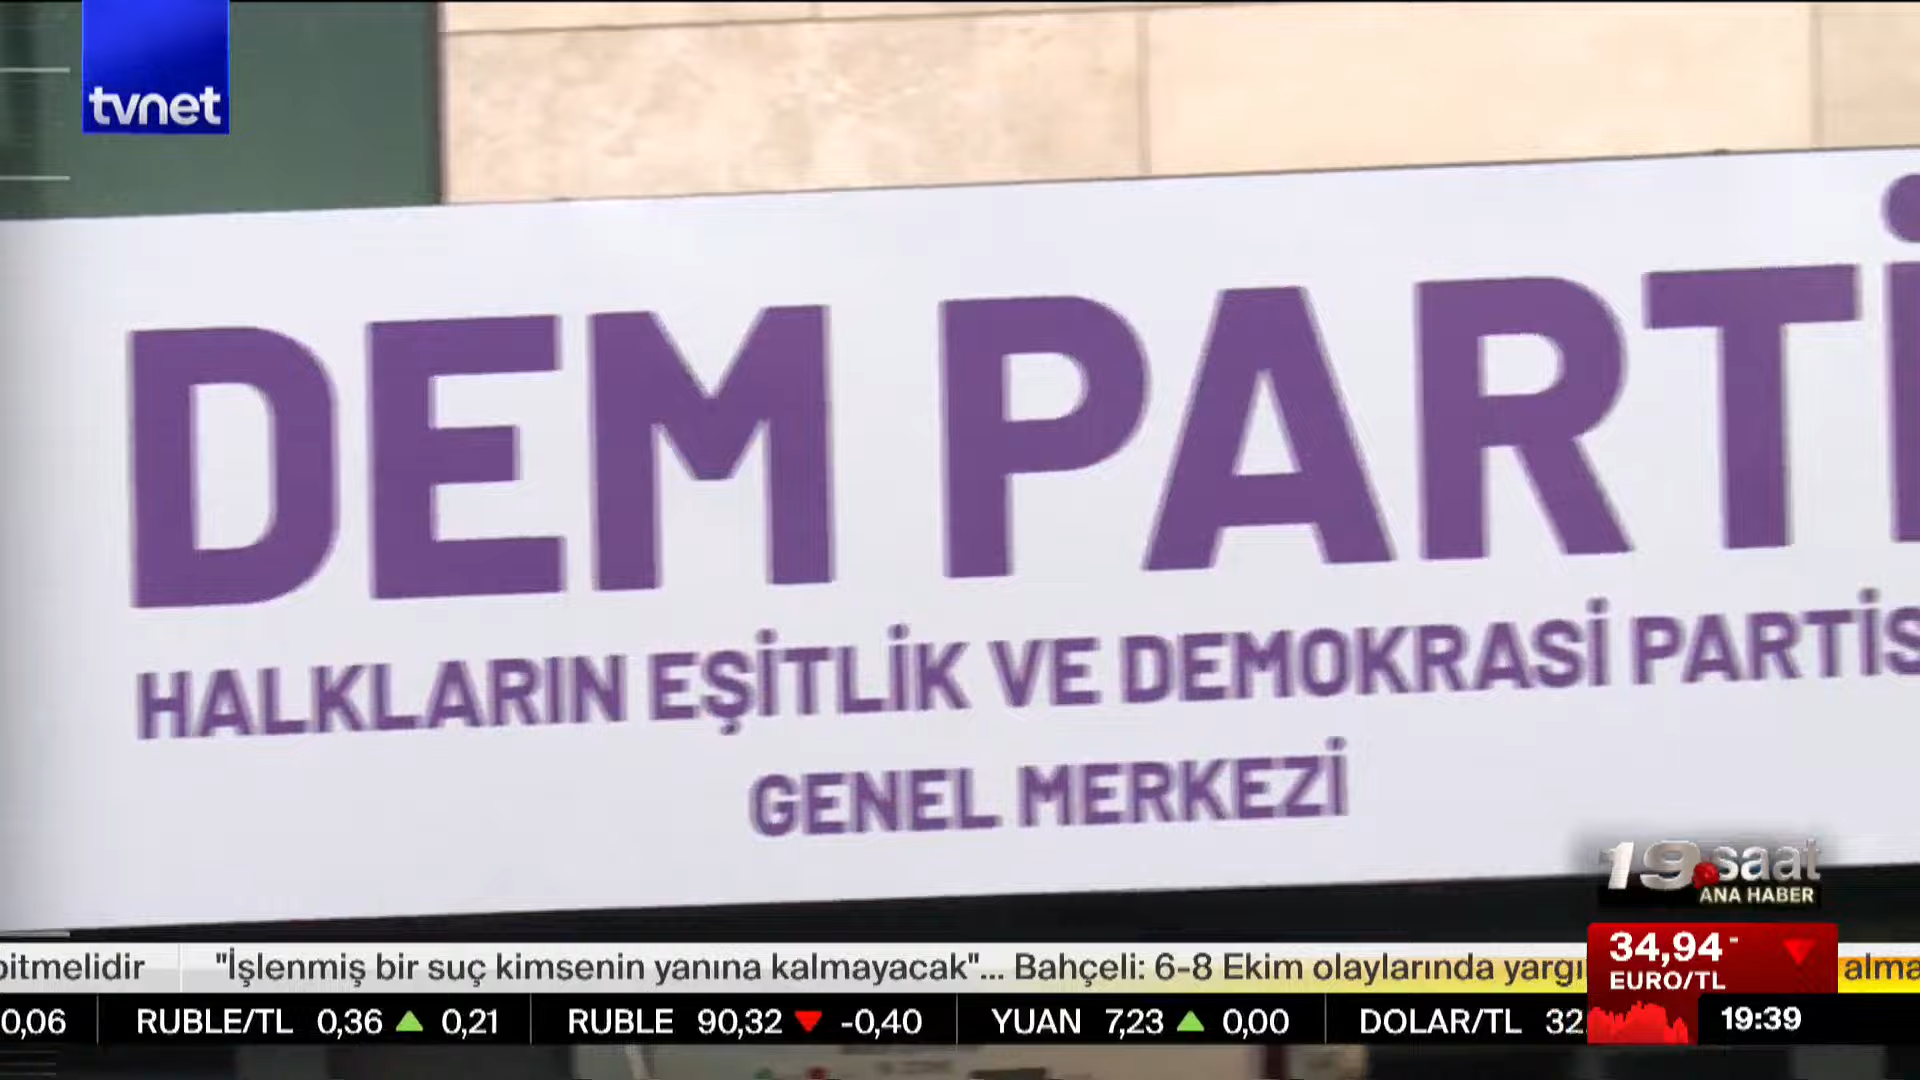 tvnet
DEM PARTİ
HALKLARIN EŞİTLİK VE DEMOKRASİ PARTİS
GENEL MERKEZİ
19.saat
ANA HABER
34,94
EURO/TL
bitmelidir "İşlenmiş bir suç kimsenin yanına kalmayacak"... Bahçeli: 6-8 Ekim olaylarında yargı alma
0,06 RUBLE/TL 0,36 0,21 RUBLE 90,32 -0,40 YUAN 7,23 0,00 DOLAR/TL 32
19:39